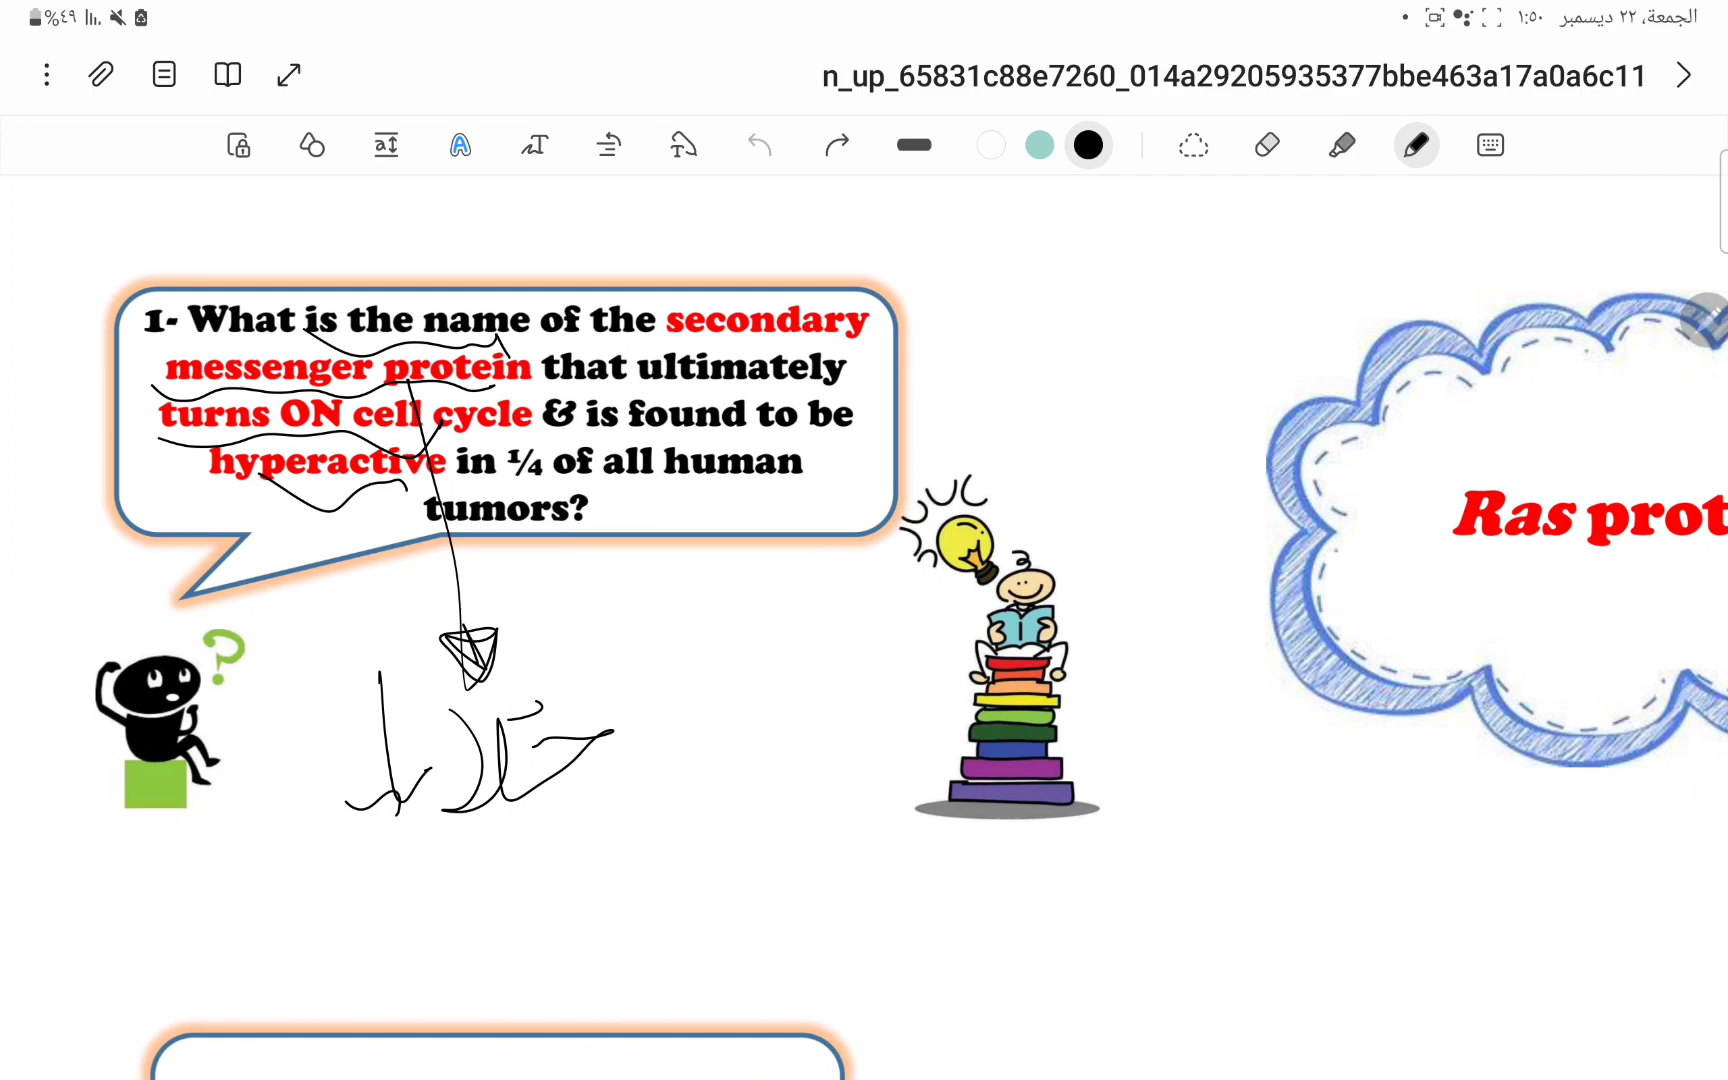 %٤٩
الجمعة، ٢٢ ديسمبر ١:٥٠
n_up_65831c88e7260_014a29205935377bbe463a17a0a6c11
1- What is the name of the secondary
messenger protein that ultimately
turns ON cell cycle & is found to be
hyperactive in ¼ of all human
tumors?
Ras prot